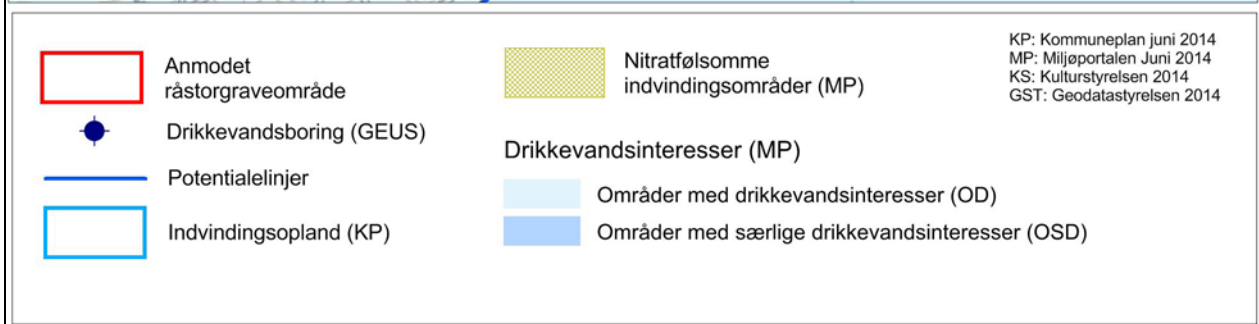 Anmodet
råstorgraveområde
Drikkevandsboring (GEUS)
Potentialelinjer
Indvindingsopland (KP)
Nitratfølsomme
indvindingsområder (MP)
Drikkevandsinteresser (MP)
Områder med drikkevandsinteresser (OD)
Områder med særlige drikkevandsinteresser (OSD)
KP: Kommuneplan juni 2014
MP: Miljøportalen Juni 2014
KS: Kulturstyrelsen 2014
GST: Geodatastyrelsen 2014